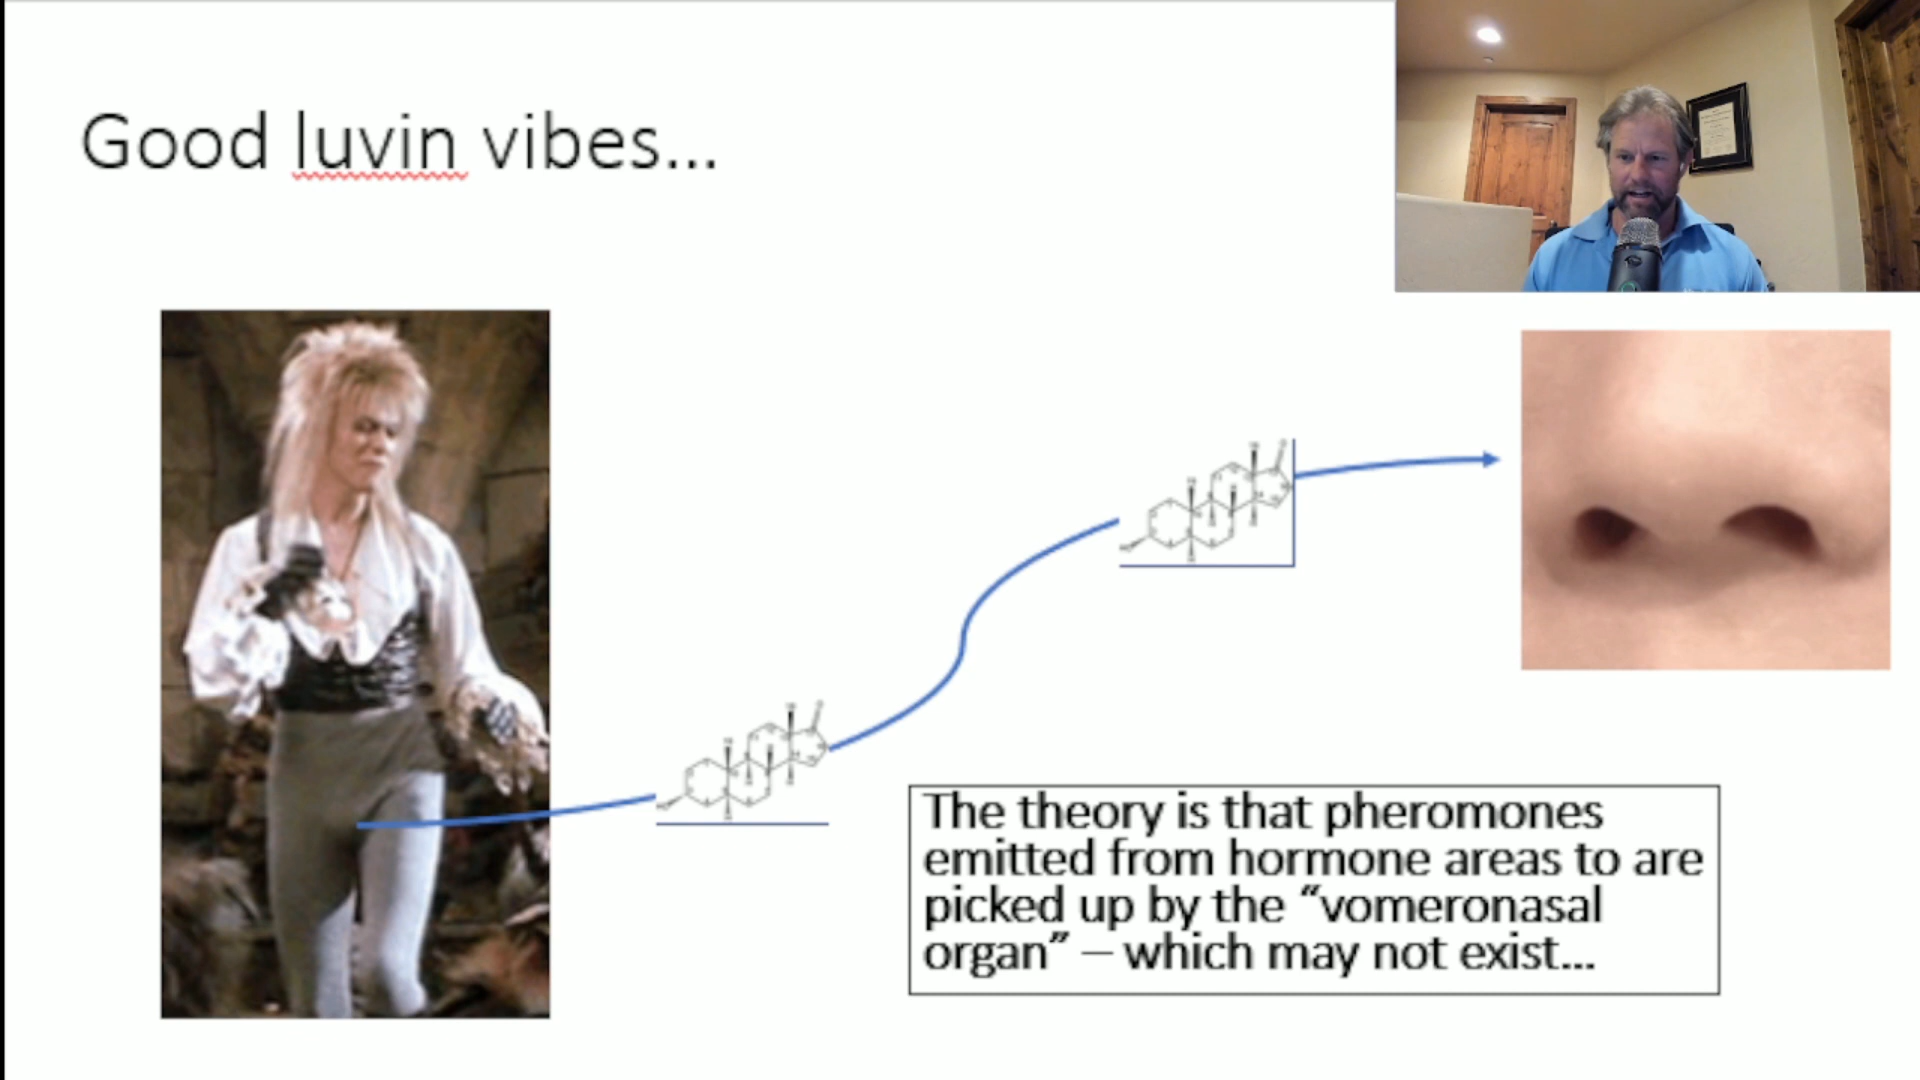 Good luvin vibes...
The theory is that pheromones
emitted from hormone areas to are
picked up by the “vomeronasal
organ” – which may not exist...